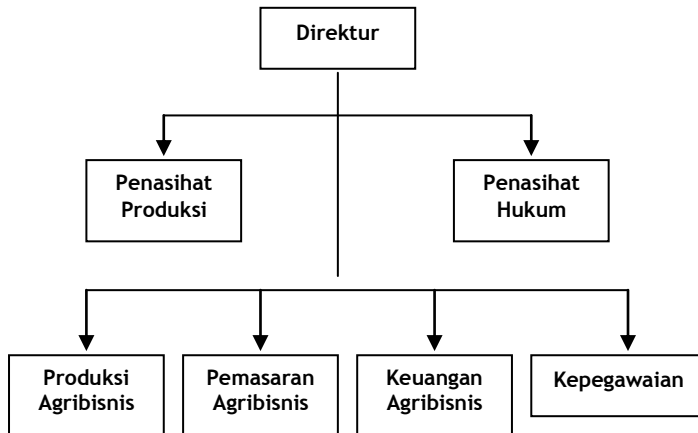 Direktur
Penasihat
Produksi
Penasihat
Hukum
Produksi
Agribisnis
Pemasaran
Agribisnis
Keuangan
Agribisnis
Kepegawaian